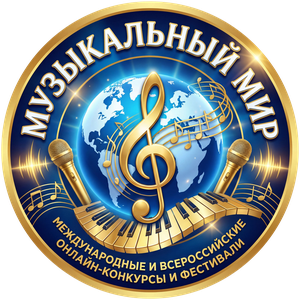 МУЗЫКАЛЬНЫЙ МИР
МЕЖДУНАРОДНЫЕ И ВСЕРОССИЙСКИЕ
ОНЛАЙН-КОНКУРСЫ И ФЕСТИВАЛИ